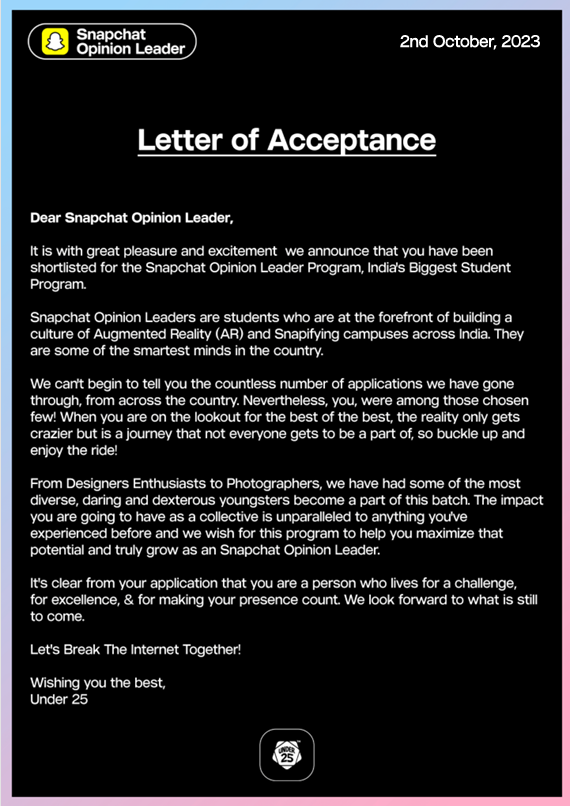 Snapchat
Opinion Leader
2nd October, 2023
Letter of Acceptance
Dear Snapchat Opinion Leader,
It is with great pleasure and excitement  we announce that you have been
shortlisted for the Snapchat Opinion Leader Program, India's Biggest Student
Program.
Snapchat Opinion Leaders are students who are at the forefront of building a
culture of Augmented Reality (AR) and Snapifying campuses across India. They
are some of the smartest minds in the country.
We can't begin to tell you the countless number of applications we have gone
through, from across the country. Nevertheless, you, were among those chosen
few! When you are on the lookout for the best of the best, the reality only gets
crazier but is a journey that not everyone gets to be a part of, so buckle up and
enjoy the ride!
From Designers Enthusiasts to Photographers, we have had some of the most
diverse, daring and dexterous youngsters become a part of this batch. The impact
you are going to have as a collective is unparalleled to anything you've
experienced before and we wish for this program to help you maximize that
potential and truly grow as an Snapchat Opinion Leader.
It's clear from your application that you are a person who lives for a challenge,
for excellence, & for making your presence count. We look forward to what is still
to come.
Let's Break The Internet Together!
Wishing you the best,
Under 25
UNDER
25